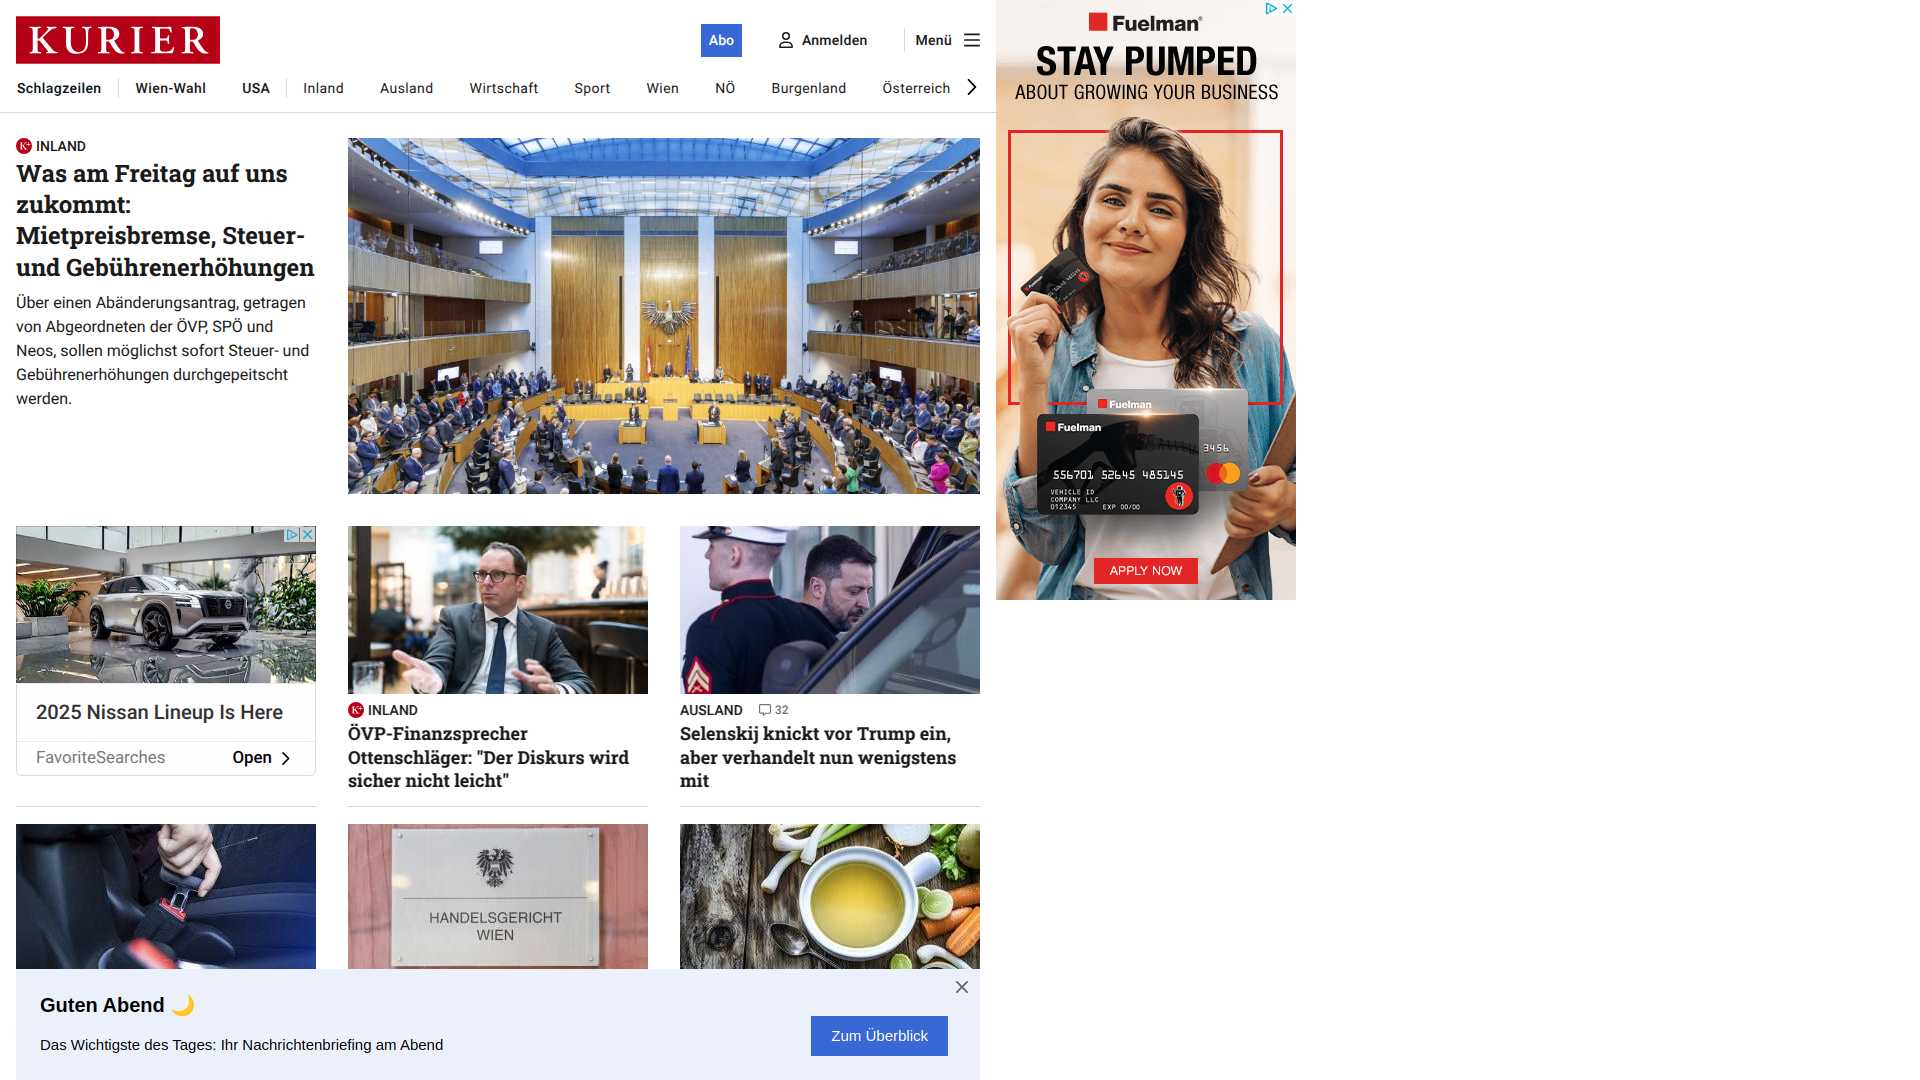 KURIER
Abo
Anmelden
Menü
Schlagzeilen
Wien-Wahl
USA
Inland
Ausland
Wirtschaft
Sport
Wien
NÖ
Burgenland
Österreich
K+ INLAND
Was am Freitag auf uns
zukommt:
Mietpreisbremse, Steuer-
und Gebührenerhöhungen
Über einen Abänderungsantrag, getragen
von Abgeordneten der ÖVP, SPÖ und
Neos, sollen möglichst sofort Steuer- und
Gebührenerhöhungen durchgepeitscht
werden.
2025 Nissan Lineup Is Here
FavoriteSearches
Open
K+ INLAND
ÖVP-Finanzsprecher
Ottenschläger: "Der Diskurs wird
sicher nicht leicht"
AUSLAND
32
Selenskij knickt vor Trump ein,
aber verhandelt nun wenigstens
mit
HANDELSGERICHT
WIEN
Guten Abend 🌙
Das Wichtigste des Tages: Ihr Nachrichtenbriefing am Abend
Zum Überblick
Fuelman
STAY PUMPED
ABOUT GROWING YOUR BUSINESS
Fuelman
3456
Fuelman
556701 52645 485145
VEHICLE ID
COMPANY LLC
012345
EXP 00/00
APPLY NOW